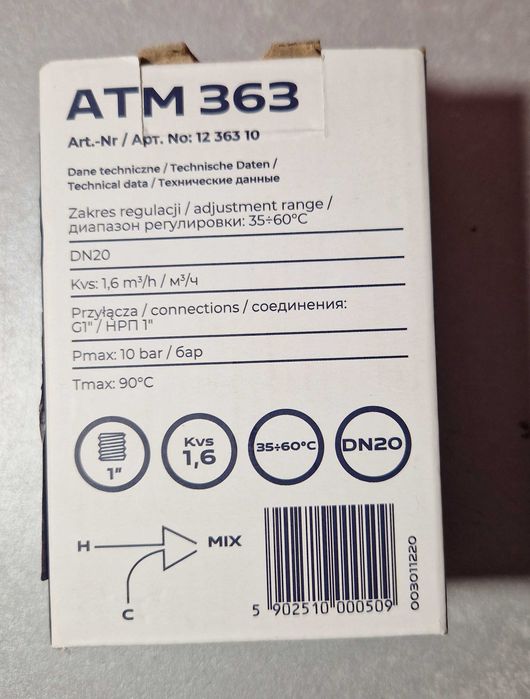 ATM 363
Art.-Nr / Арт. No: 12 363 10
Dane techniczne / Technische Daten /
Technical data / Технические данные
Zakres regulacji / adjustment range /
диапазон регулировки: 35÷60°C
DN20
Kvs: 1,6 m³/h / м³/ч
Przyłącza / connections / соединения:
G1" / НРП 1"
Pmax: 10 bar / бар
Tmax: 90°C
1"
Kvs
1,6
35÷60°C
DN20
H
MIX
C
5 902510 000509
003011220